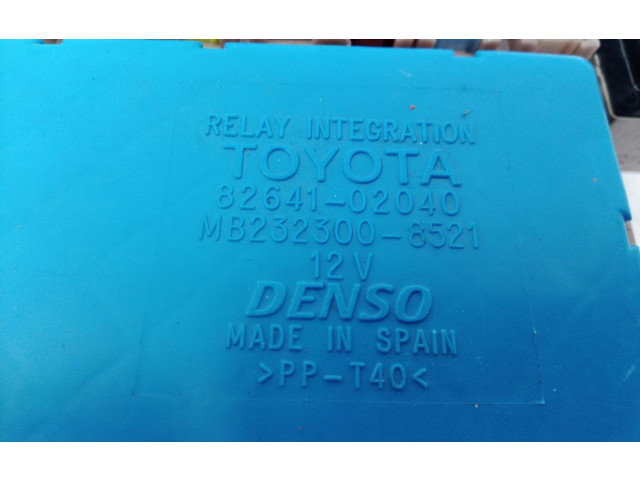 RELAY INTEGRATION
TOYOTA
82641-02040
MB232300-8521
12V
DENSO
MADE IN SPAIN
>PP-T40<